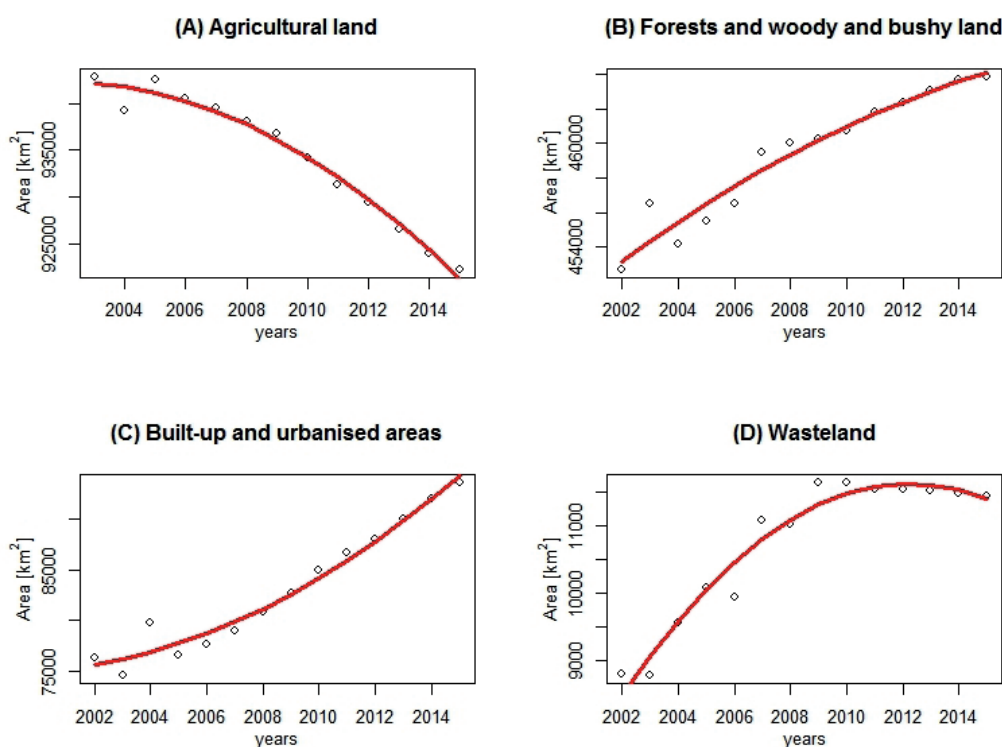 (A) Agricultural land
Area [km²]
925000 935000
2004 2006 2008 2010 2012 2014
years
(B) Forests and woody and bushy land
Area [km²]
454000 460000
2002 2004 2006 2008 2010 2012 2014
years
(C) Built-up and urbanised areas
Area [km²]
75000 85000
2002 2004 2006 2008 2010 2012 2014
years
(D) Wasteland
Area [km²]
9000 10000 11000
2002 2004 2006 2008 2010 2012 2014
years